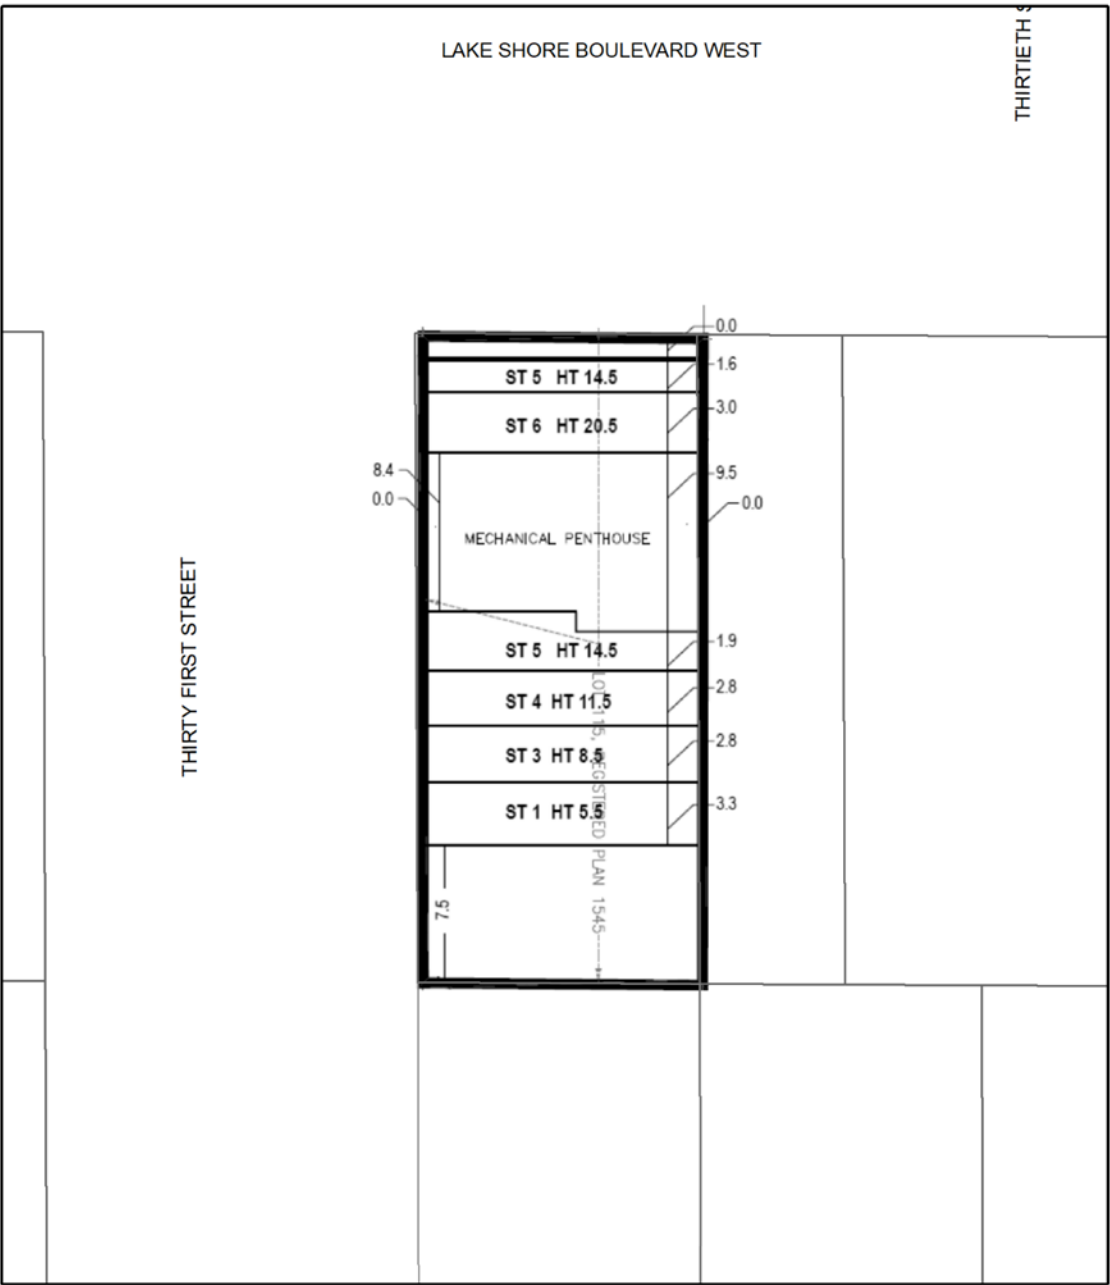 LAKE SHORE BOULEVARD WEST
THIRTIETH
0.0
ST 5 HT 14.5
1.6
ST 6 HT 20.5
3.0
8.4
9.5
0.0
0.0
MECHANICAL PENTHOUSE
THIRTY FIRST STREET
ST 5 HT 14.5
1.9
ST 4 HT 11.5
2.8
ST 3 HT 8.5
2.8
ST 1 HT 5.5
3.3
LOT 115, REGISTERED PLAN 1545
7.5